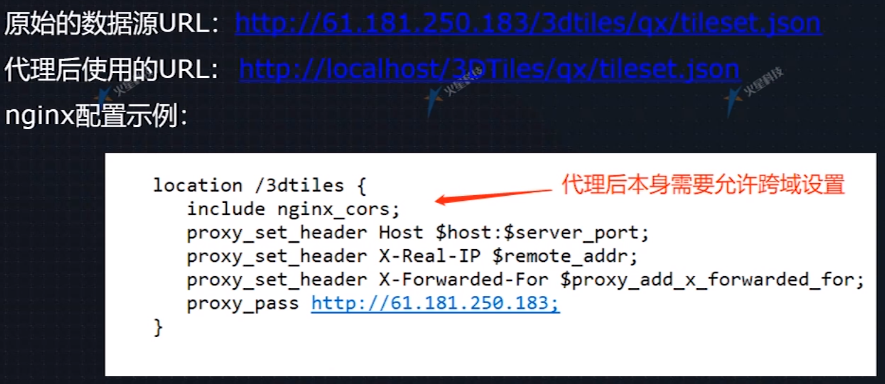 原始的数据源URL：http://61.181.250.183/3dtiles/qx/tileset.json
代理后使用的URL：http://localhost/3DTiles/qx/tileset.json
火星科技 火星科技 火星科技
nginx配置示例：
location /3dtiles {
include nginx_cors;
代理后本身需要允许跨域设置
proxy_set_header Host $host:$server_port;
proxy_set_header X-Real-IP $remote_addr;
proxy_set_header X-Forwarded-For $proxy_add_x_forwarded_for;
proxy_pass http://61.181.250.183;
}